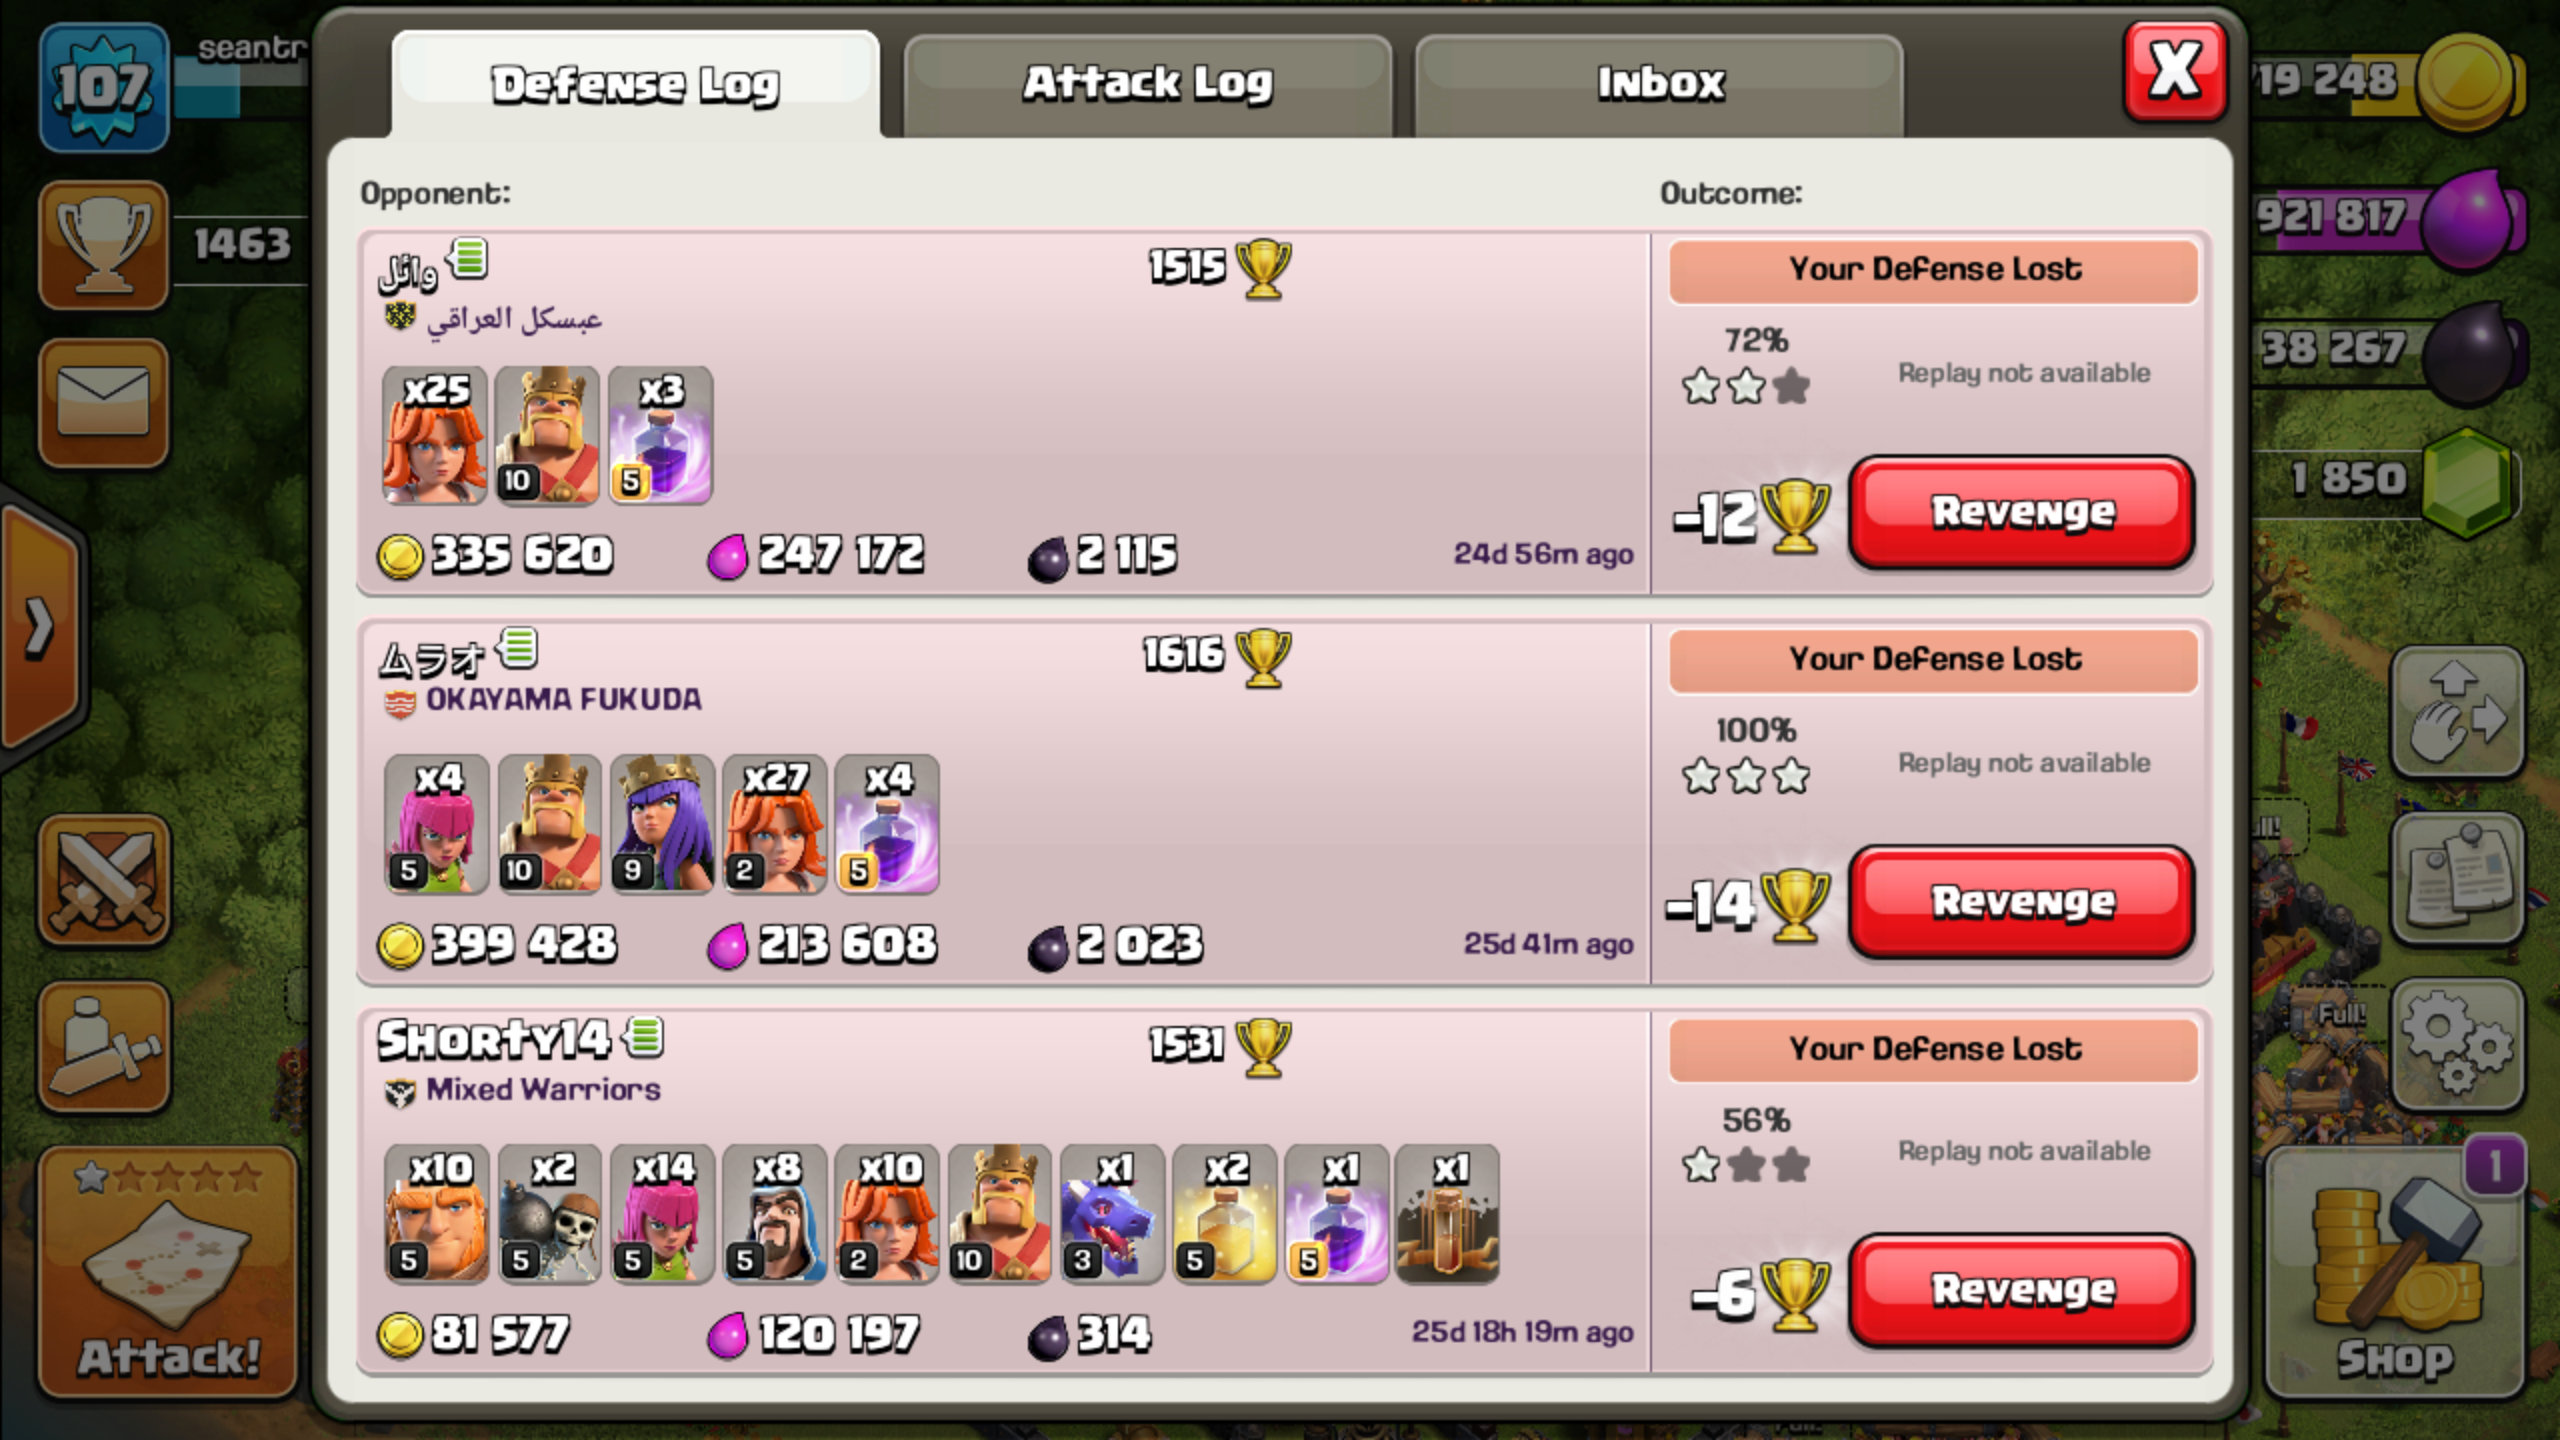 107
seantr
1463
Defense Log
Attack Log
Inbox
X
19 248
921 817
38 267
1 850
Opponent:
Outcome:
وائل
عبسكل العراقي
1515
x25
10
x3
5
335 620
247 172
2 115
24d 56m ago
Your Defense Lost
72%
Replay not available
-12
Revenge
ムラオ
OKAYAMA FUKUDA
1616
x4
5
10
9
x27
2
x4
5
399 428
213 608
2 023
25d 41m ago
Your Defense Lost
100%
Replay not available
-14
Revenge
Shorty14
Mixed Warriors
1531
x10
5
x2
5
x14
5
x8
5
x10
2
10
x1
3
x2
5
x1
5
x1
81 577
120 197
314
25d 18h 19m ago
Your Defense Lost
56%
Replay not available
-6
Revenge
Attack!
Full!
1
Shop